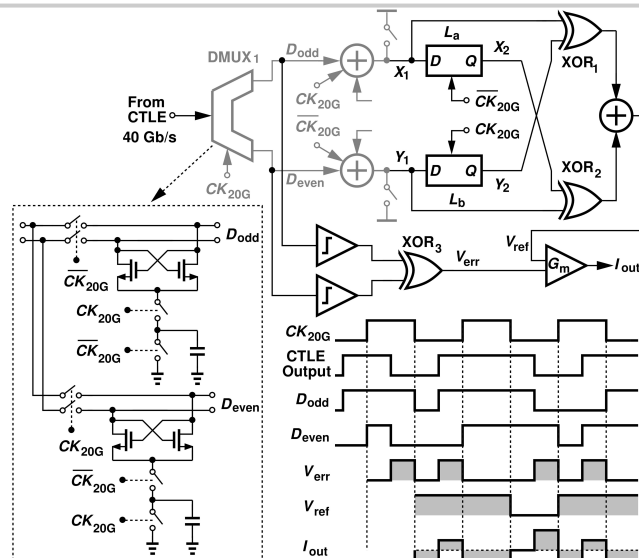 DMUX1
Dodd
La
X2
XOR1
X1
D Q
From
CTLE
40 Gb/s
CK20G
CK20G
CK20G
CK20G
CK20G
Y1
D Q
Y2
XOR2
Deven
Lb
CK20G
Dodd
CK20G
CK20G
CK20G
Deven
CK20G
CK20G
CK20G
XOR3
Verr
Vref
Gm
Iout
CK20G
CTLE
Output
Dodd
Deven
Verr
Vref
Iout